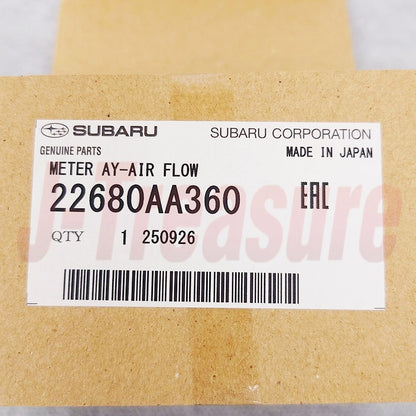 SUBARU SUBARU CORPORATION
GENUINE PARTS MADE IN JAPAN
METER AY-AIR FLOW
22680AA360 EAC
QTY 1 250926
J-Treasure